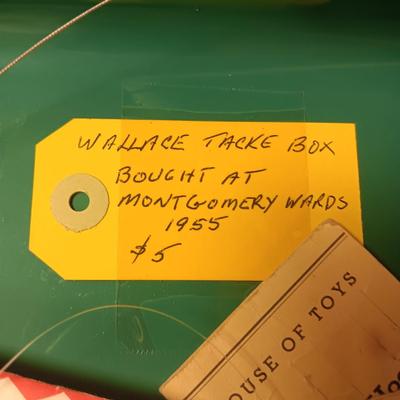 WALLACE TACKE BOX
BOUGHT AT
MONTGOMERY WARDS
1955
$5
OUSE OF TOYS